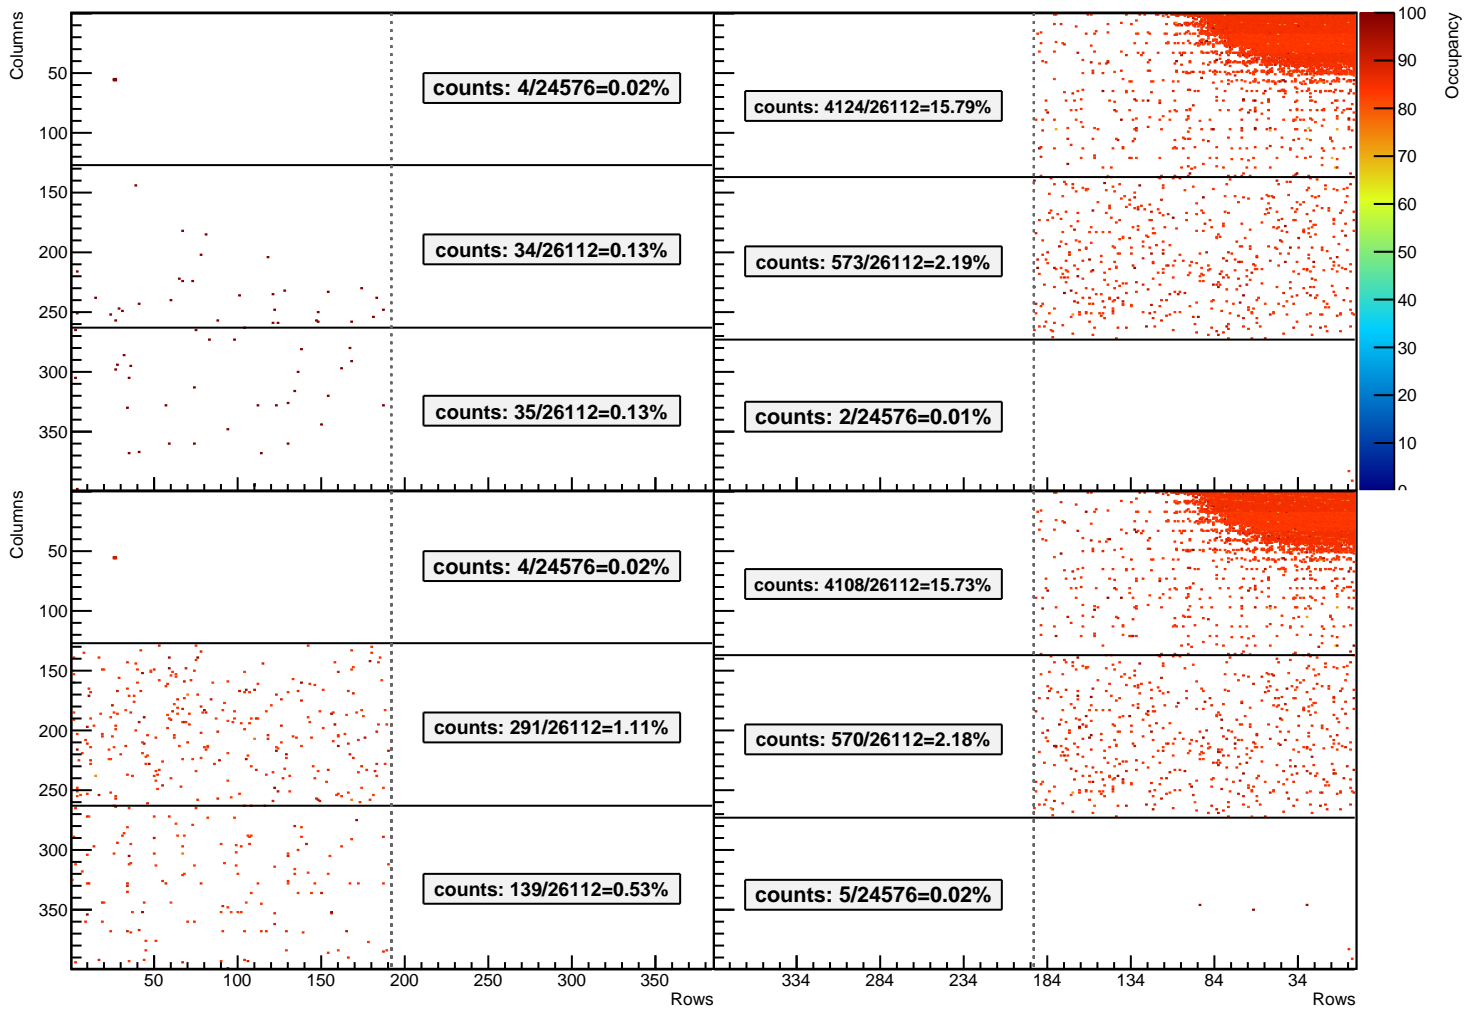 Columns
50
100
150
200
250
300
350
counts: 4/24576=0.02%
counts: 34/26112=0.13%
counts: 35/26112=0.13%
counts: 4124/26112=15.79%
counts: 573/26112=2.19%
counts: 2/24576=0.01%
100
90
80
70
60
50
40
30
20
10
0
Occupancy
Columns
50
100
150
200
250
300
350
counts: 4/24576=0.02%
counts: 291/26112=1.11%
counts: 139/26112=0.53%
counts: 4108/26112=15.73%
counts: 570/26112=2.18%
counts: 5/24576=0.02%
50 100 150 200 250 300 350
Rows
334 284 234 184 134 84 34
Rows